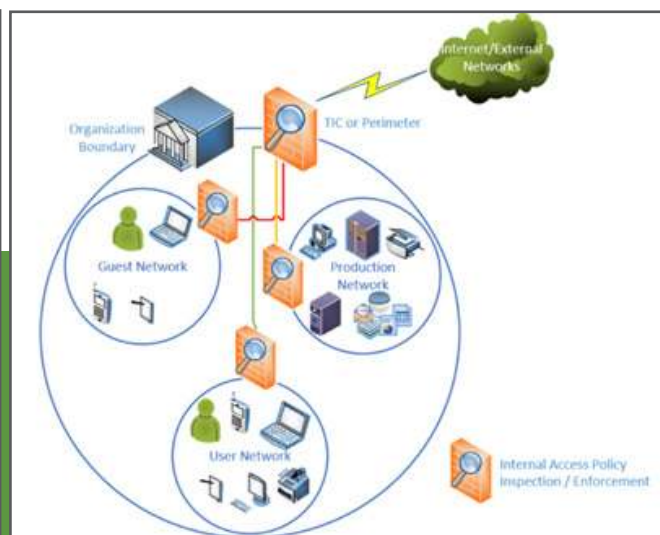 Internet/External
Networks
TIC or Perimeter
Organization
Boundary
Guest Network
Production
Network
User Network
Internal Access Policy
Inspection / Enforcement